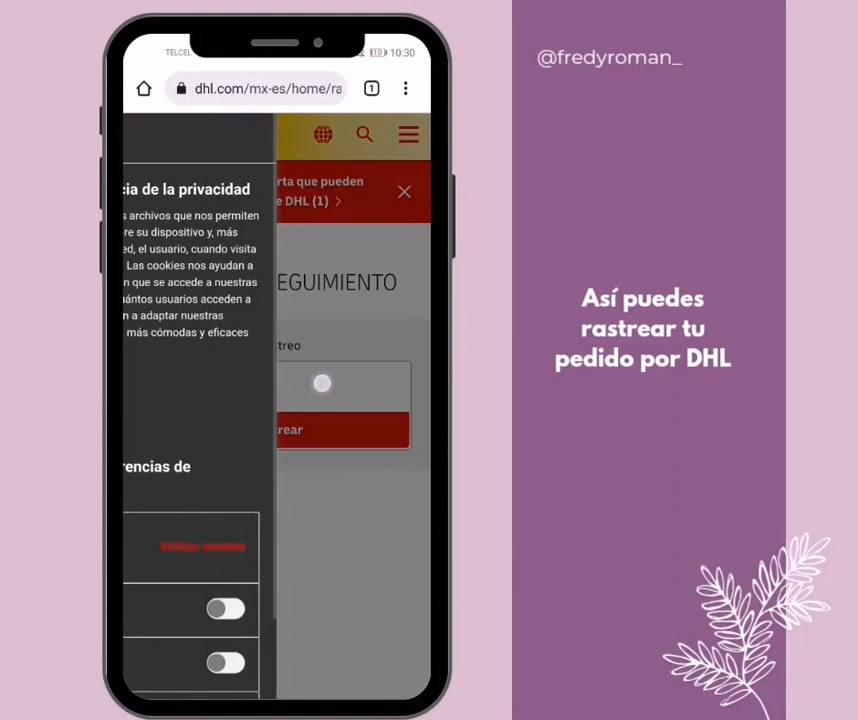 TELCEL
10:30
dhl.com/mx-es/home/ra
1
rta que pueden
e DHL (1)
cia de la privacidad
s archivos que nos permiten
re su dispositivo y, más
ed, el usuario, cuando visita
Las cookies nos ayudan a
n que se accede a nuestras
uántos usuarios acceden a
n a adaptar nuestras
más cómodas y eficaces
EGUIMIENTO
streo
rear
rencias de
@fredyroman_
Así puedes
rastrear tu
pedido por DHL